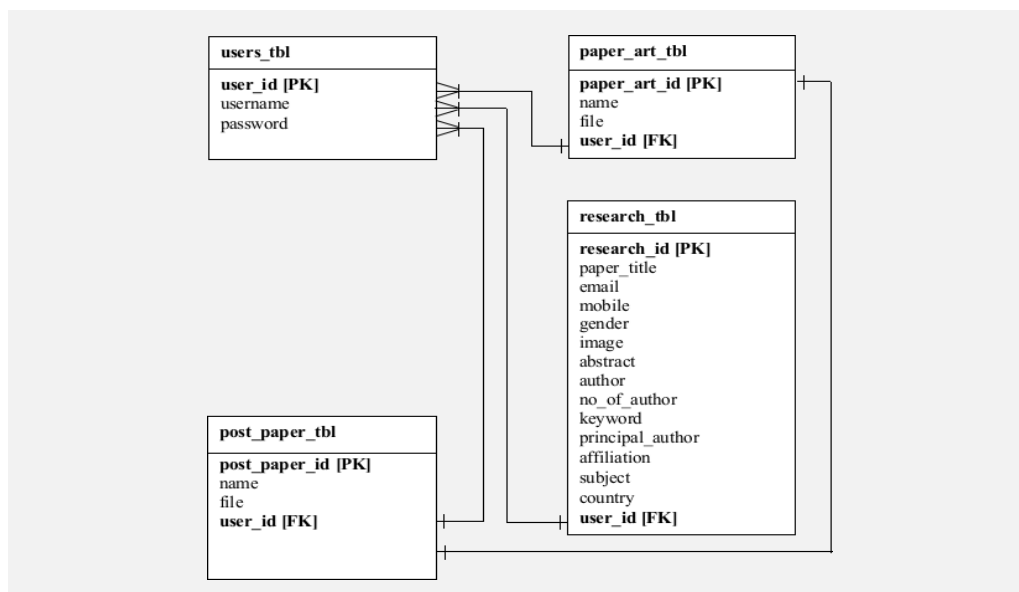 users_tbl
user_id [PK]
username
password
paper_art_tbl
paper_art_id [PK]
name
file
user_id [FK]
research_tbl
research_id [PK]
paper_title
email
mobile
gender
image
abstract
author
no_of_author
keyword
principal_author
affiliation
subject
country
user_id [FK]
post_paper_tbl
post_paper_id [PK]
name
file
user_id [FK]